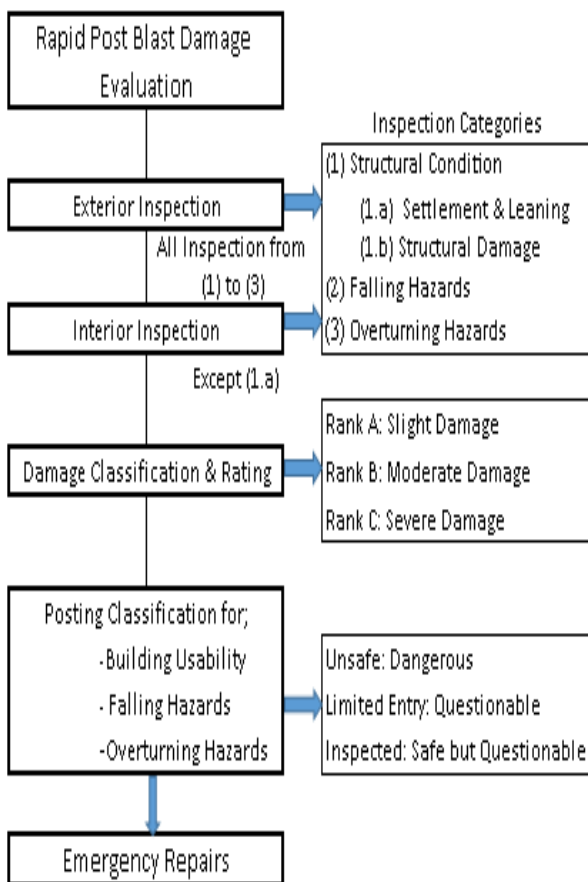 Rapid Post Blast Damage
Evaluation
Inspection Categories
Exterior Inspection
(1) Structural Condition
(1.a) Settlement & Leaning
(1.b) Structural Damage
(2) Falling Hazards
(3) Overturning Hazards
All Inspection from
(1) to (3)
Interior Inspection
Except (1.a)
Damage Classification & Rating
Rank A: Slight Damage
Rank B: Moderate Damage
Rank C: Severe Damage
Posting Classification for;
-Building Usability
- Falling Hazards
-Overturning Hazards
Unsafe: Dangerous
Limited Entry: Questionable
Inspected: Safe but Questionable
Emergency Repairs